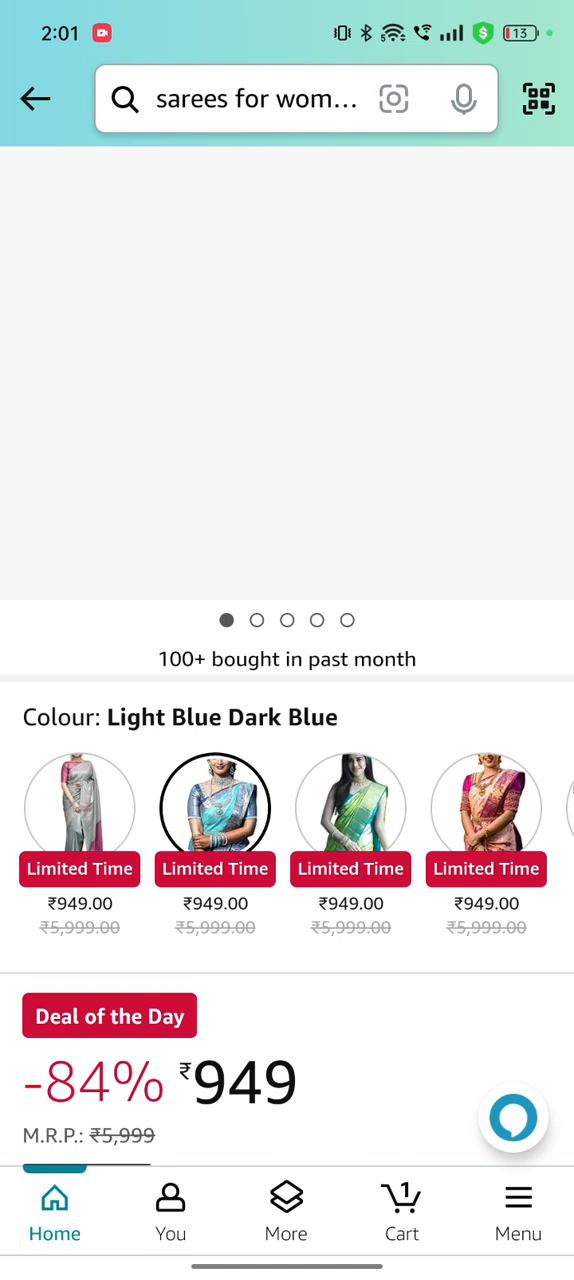 2:01
5
$
13
sarees for wom...
100+ bought in past month
Colour: Light Blue Dark Blue
Limited Time Limited Time Limited Time Limited Time
₹949.00 ₹949.00 ₹949.00 ₹949.00
₹5,999.00 ₹5,999.00 ₹5,999.00 ₹5,999.00
Deal of the Day
-84% ₹949
M.R.P.: ₹5,999
1
Home You More Cart Menu